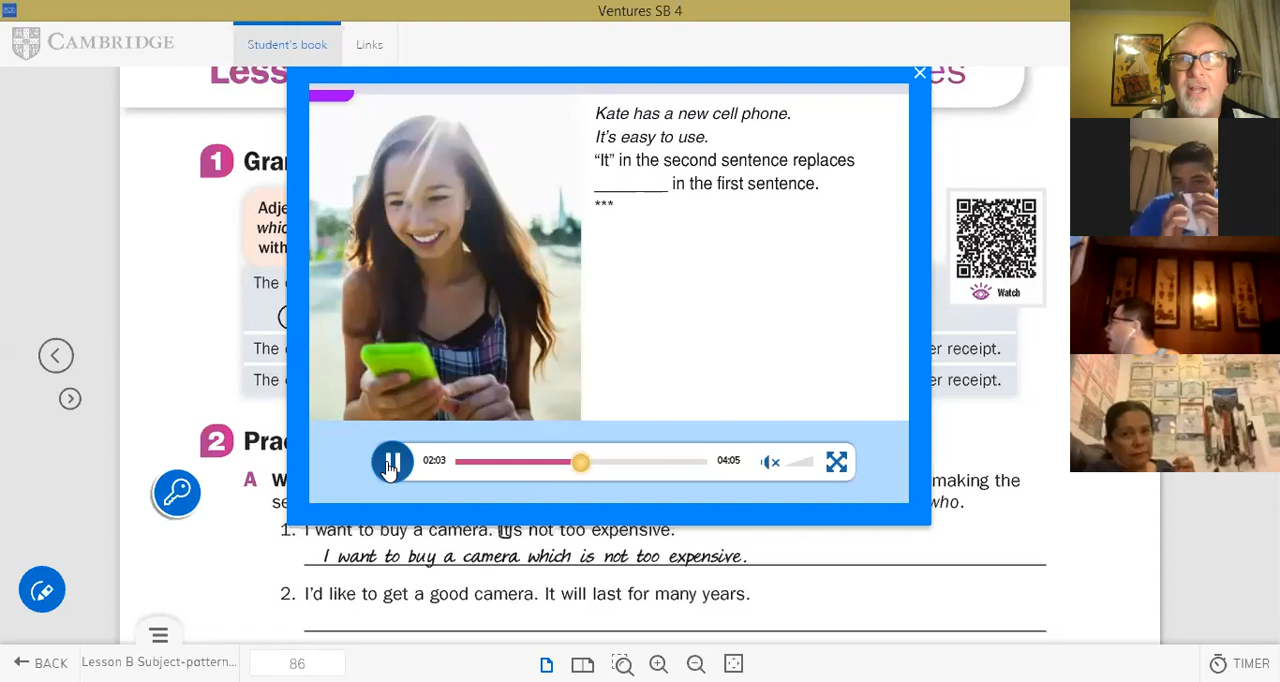 Ventures SB 4
CAMBRIDGE
Student's book
Links
Less
es
1 Gra
Adje
whic
with
The
The
The
Kate has a new cell phone.
It's easy to use.
“It” in the second sentence replaces
________ in the first sentence.
***
02:03
04:05
Watch
er receipt.
er receipt.
2 Prac
A W
making the
se
who.
1. I want to buy a camera. It's not too expensive.
I want to buy a camera which is not too expensive.
2. I'd like to get a good camera. It will last for many years.
BACK
Lesson B Subject-pattern...
86
TIMER